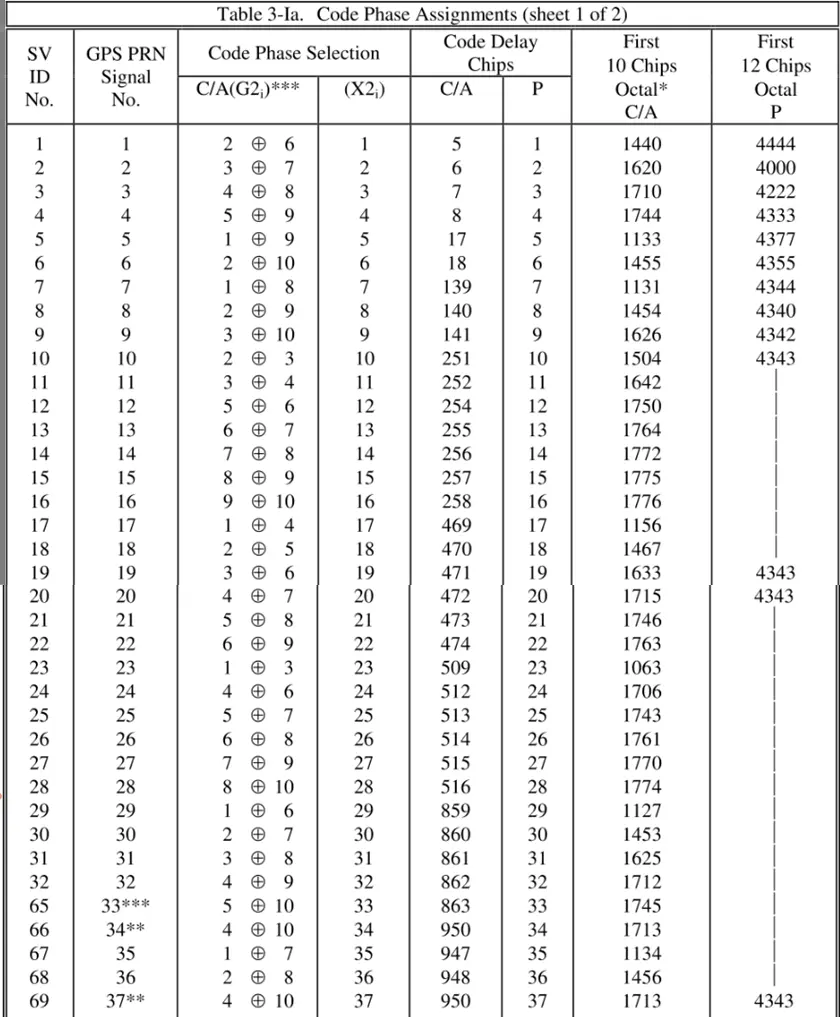 Table 3-Ia. Code Phase Assignments (sheet 1 of 2)
SV ID No. GPS PRN Signal No. Code Phase Selection Code Delay Chips First 10 Chips Octal* C/A First 12 Chips Octal P
C/A(G2i)*** (X2i) C/A P
1 1 2 ⊕ 6 1 5 1 1440 4444
2 2 3 ⊕ 7 2 6 2 1620 4000
3 3 4 ⊕ 8 3 7 3 1710 4222
4 4 5 ⊕ 9 4 8 4 1744 4333
5 5 1 ⊕ 9 5 17 5 1133 4377
6 6 2 ⊕ 10 6 18 6 1455 4355
7 7 1 ⊕ 8 7 139 7 1131 4344
8 8 2 ⊕ 9 8 140 8 1454 4340
9 9 3 ⊕ 10 9 141 9 1626 4342
10 10 2 ⊕ 3 10 251 10 1504 4343
11 11 3 ⊕ 4 11 252 11 1642 |
12 12 5 ⊕ 6 12 254 12 1750 |
13 13 6 ⊕ 7 13 255 13 1764 |
14 14 7 ⊕ 8 14 256 14 1772 |
15 15 8 ⊕ 9 15 257 15 1775 |
16 16 9 ⊕ 10 16 258 16 1776 |
17 17 1 ⊕ 4 17 469 17 1156 |
18 18 2 ⊕ 5 18 470 18 1467 |
19 19 3 ⊕ 6 19 471 19 1633 4343
20 20 4 ⊕ 7 20 472 20 1715 4343
21 21 5 ⊕ 8 21 473 21 1746 |
22 22 6 ⊕ 9 22 474 22 1763 |
23 23 1 ⊕ 3 23 509 23 1063 |
24 24 4 ⊕ 6 24 512 24 1706 |
25 25 5 ⊕ 7 25 513 25 1743 |
26 26 6 ⊕ 8 26 514 26 1761 |
27 27 7 ⊕ 9 27 515 27 1770 |
28 28 8 ⊕ 10 28 516 28 1774 |
29 29 1 ⊕ 6 29 859 29 1127 |
30 30 2 ⊕ 7 30 860 30 1453 |
31 31 3 ⊕ 8 31 861 31 1625 |
32 32 4 ⊕ 9 32 862 32 1712 |
65 33*** 5 ⊕ 10 33 863 33 1745 |
66 34** 4 ⊕ 10 34 950 34 1713 |
67 35 1 ⊕ 7 35 947 35 1134 |
68 36 2 ⊕ 8 36 948 36 1456 |
69 37** 4 ⊕ 10 37 950 37 1713 4343